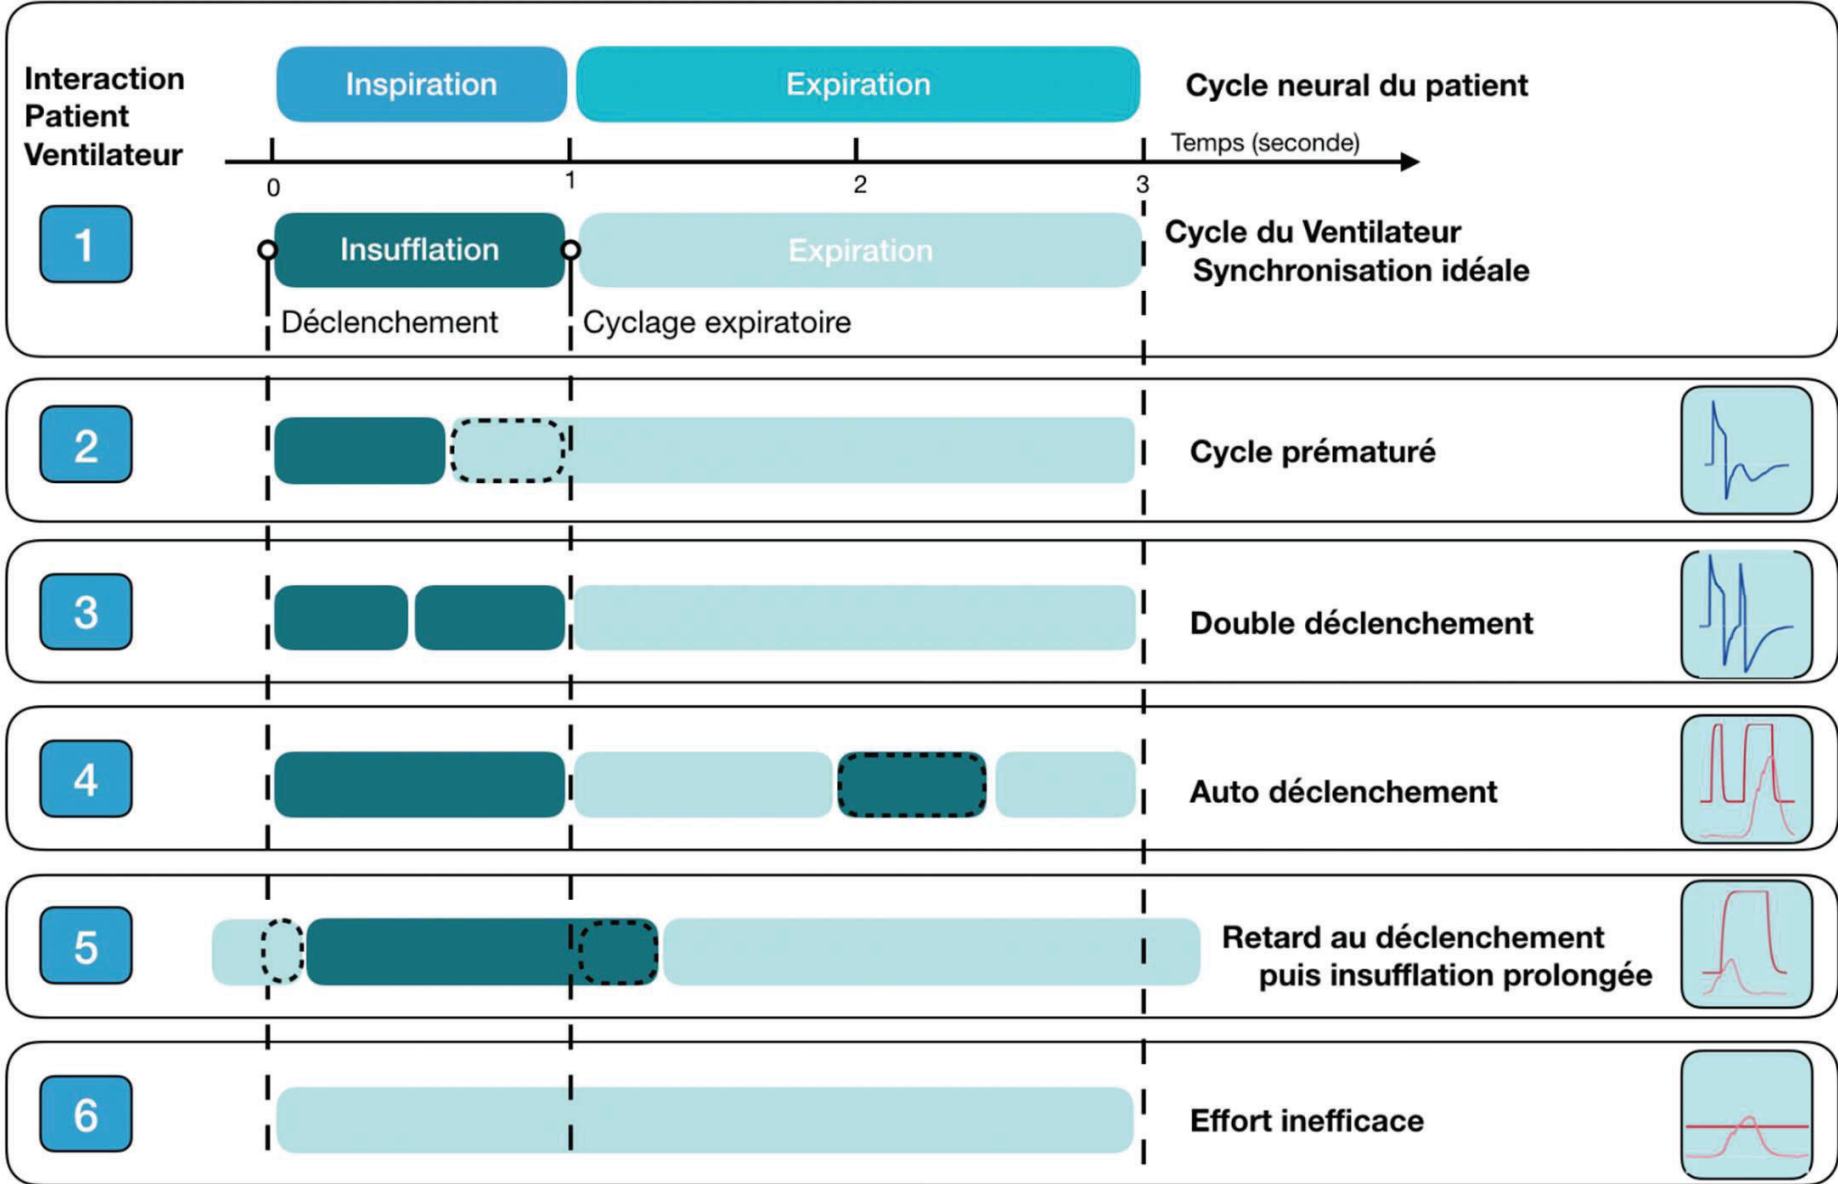 Interaction
Patient
Ventilateur
Inspiration
Expiration
Cycle neural du patient
Temps (seconde)
0
1
2
3
1
Insufflation
Expiration
Cycle du Ventilateur
Synchronisation idéale
Déclenchement
Cyclage expiratoire
2
Cycle prématuré
3
Double déclenchement
4
Auto déclenchement
5
Retard au déclenchement
puis insufflation prolongée
6
Effort inefficace